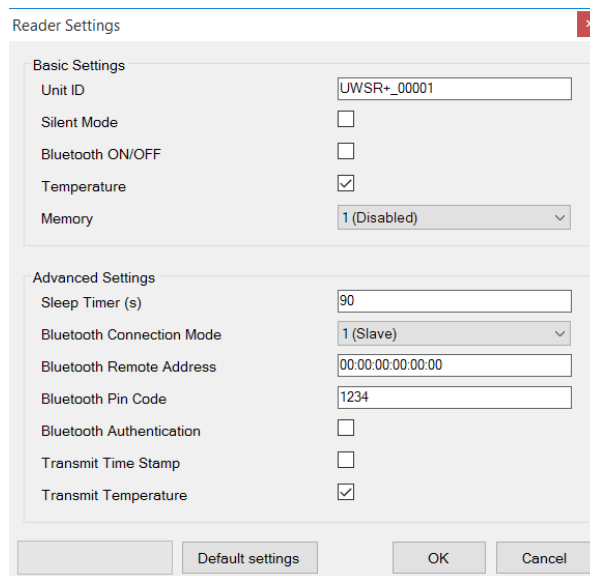 Reader Settings
Basic Settings
Unit ID UWSR+_00001
Silent Mode
Bluetooth ON/OFF
Temperature
Memory 1 (Disabled)
Advanced Settings
Sleep Timer (s) 90
Bluetooth Connection Mode 1 (Slave)
Bluetooth Remote Address 00:00:00:00:00:00
Bluetooth Pin Code 1234
Bluetooth Authentication
Transmit Time Stamp
Transmit Temperature
Default settings OK Cancel